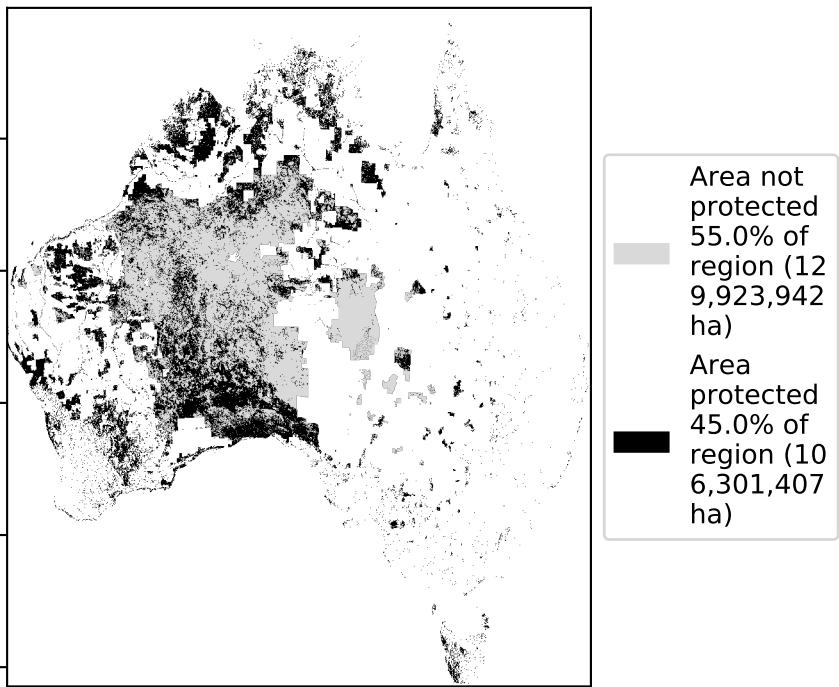 Area not
protected
55.0% of
region (12
9,923,942
ha)
Area
protected
45.0% of
region (10
6,301,407
ha)